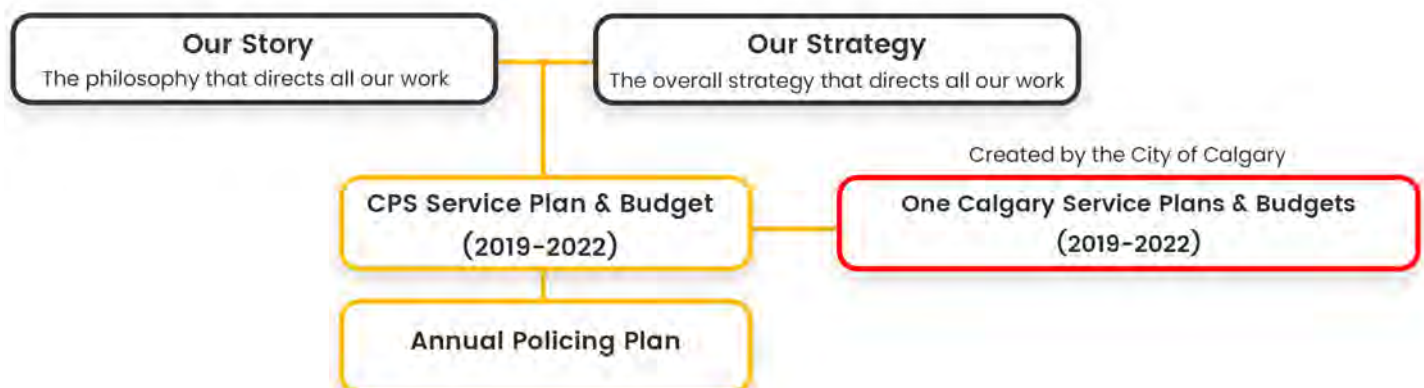 Our Story
The philosophy that directs all our work
Our Strategy
The overall strategy that directs all our work
Created by the City of Calgary
CPS Service Plan & Budget
(2019-2022)
One Calgary Service Plans & Budgets
(2019-2022)
Annual Policing Plan